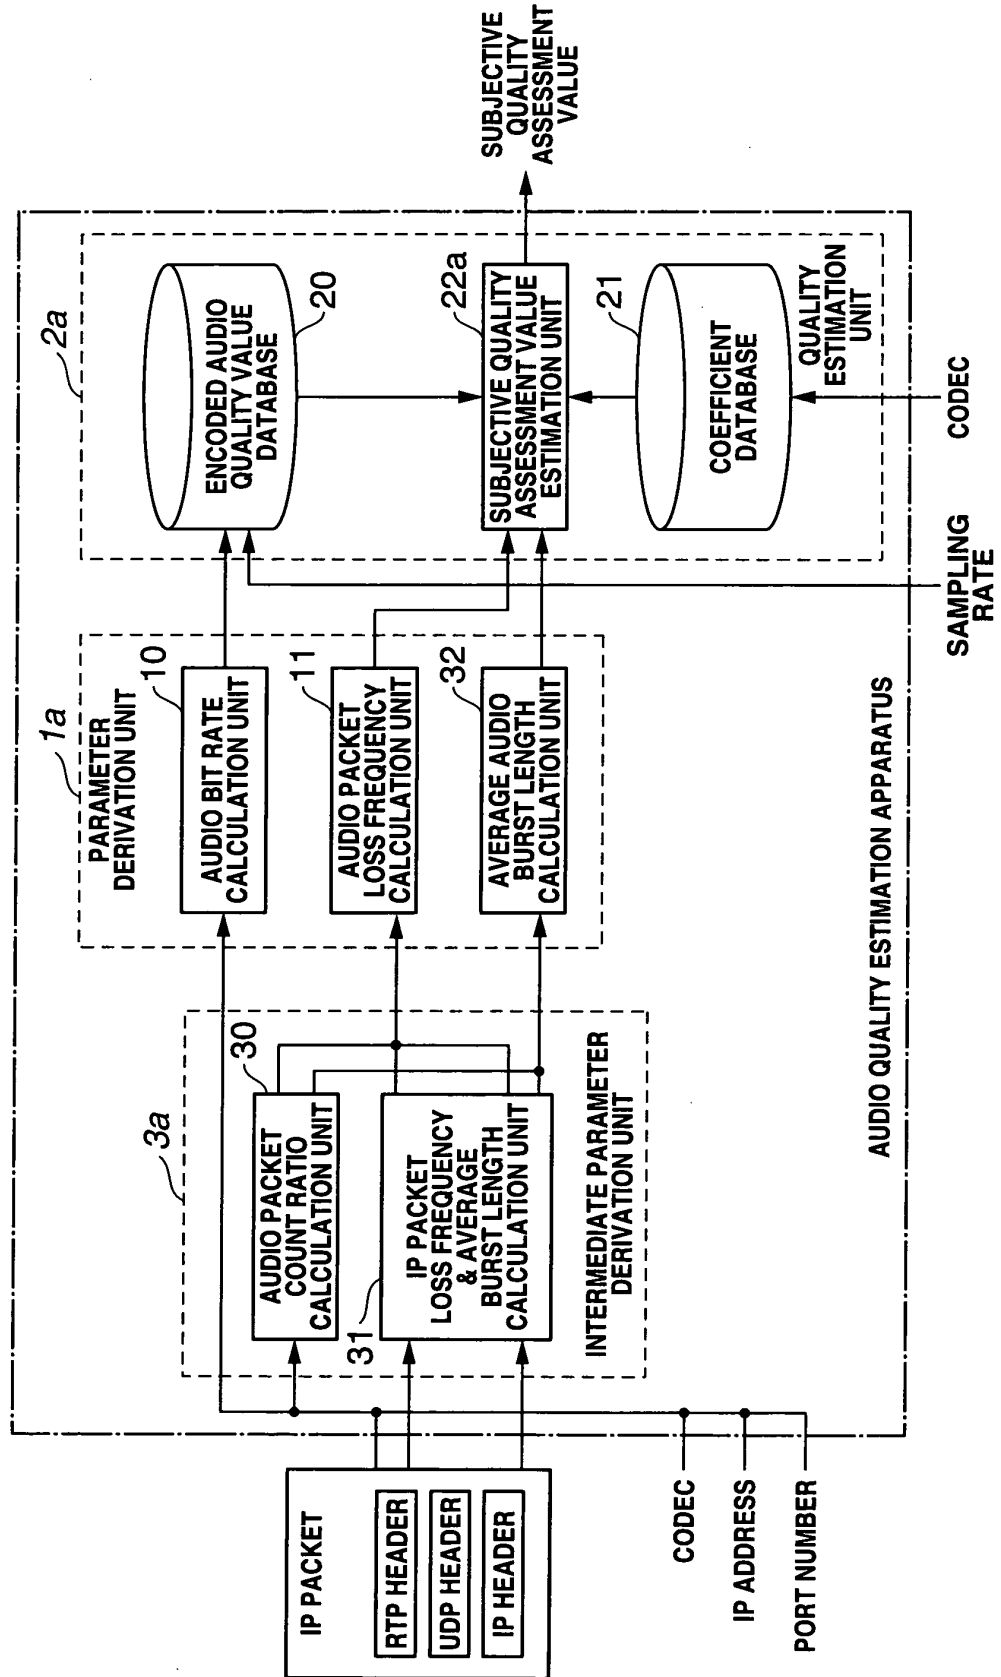 IP PACKET
RTP HEADER
UDP HEADER
IP HEADER
CODEC
IP ADDRESS
PORT NUMBER
3a
30
AUDIO PACKET
COUNT RATIO
CALCULATION UNIT
31
IP PACKET
LOSS FREQUENCY
& AVERAGE
BURST LENGTH
CALCULATION UNIT
INTERMEDIATE PARAMETER
DERIVATION UNIT
1a
PARAMETER
DERIVATION UNIT
10
AUDIO BIT RATE
CALCULATION UNIT
11
AUDIO PACKET
LOSS FREQUENCY
CALCULATION UNIT
32
AVERAGE AUDIO
BURST LENGTH
CALCULATION UNIT
2a
ENCODED AUDIO
QUALITY VALUE
DATABASE
20
22a
SUBJECTIVE QUALITY
ASSESSMENT VALUE
ESTIMATION UNIT
21
COEFFICIENT
DATABASE
QUALITY
ESTIMATION
UNIT
SAMPLING
RATE
CODEC
AUDIO QUALITY ESTIMATION APPARATUS
SUBJECTIVE
QUALITY
ASSESSMENT
VALUE